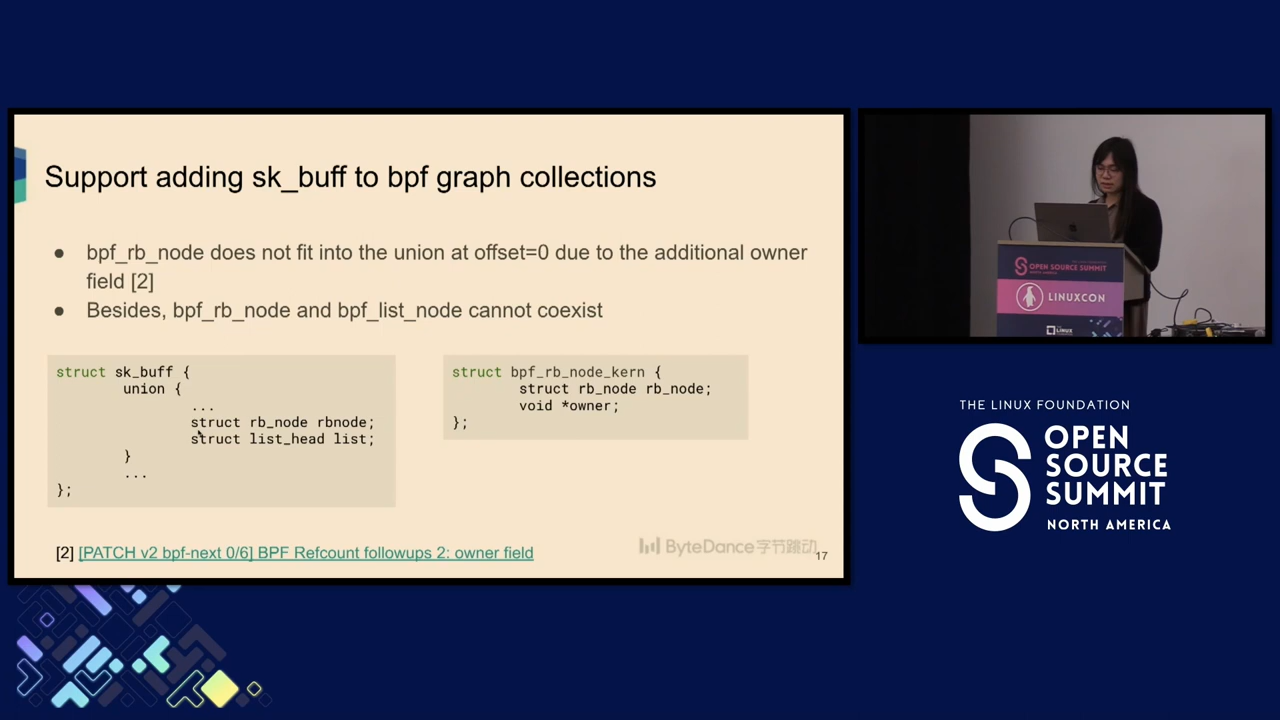 Support adding sk_buff to bpf graph collections
● bpf_rb_node does not fit into the union at offset=0 due to the additional owner
field [2]
● Besides, bpf_rb_node and bpf_list_node cannot coexist
struct sk_buff {
union {
...
struct rb_node rbnode;
struct list_head list;
}
...
};
struct bpf_rb_node_kern {
struct rb_node rb_node;
void *owner;
};
[2] [PATCH v2 bpf-next 0/6] BPF Refcount followups 2: owner field
ByteDance字节跳动
17
OPEN SOURCE SUMMIT
LINUXCON
LINUX
THE LINUX FOUNDATION
OPEN
SOURCE
SUMMIT
NORTH AMERICA